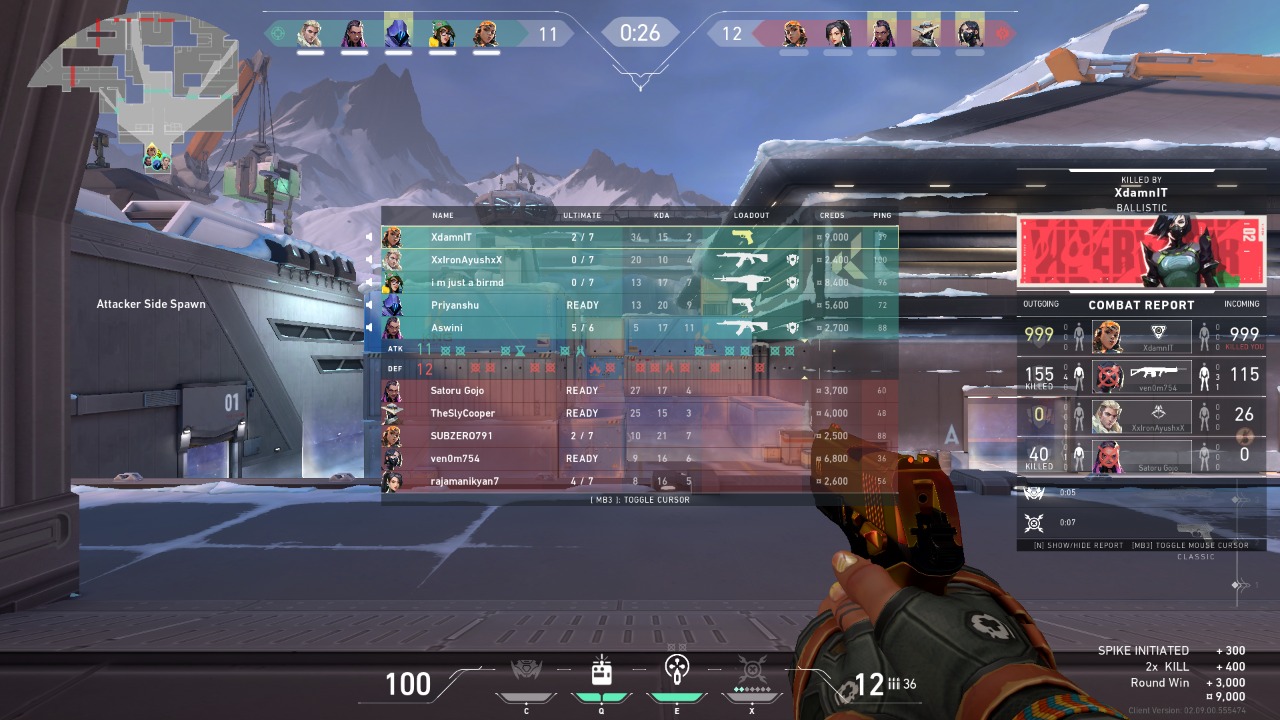 11 0:26 12
KILLED BY
XdamnIT
BALLISTIC
02
OUTGOING COMBAT REPORT INCOMING
999 XdamnIT 999
KILLED YOU
155 ven0m754 115
KILLED
0 XxIronAyushxX 26
40 Satoru Gojo 0
KILLED
0:05
0:07
[N] SHOW/HIDE REPORT [MB3] TOGGLE MOUSE CURSOR
CLASSIC
Attacker Side Spawn
NAME ULTIMATE KDA LOADOUT CREDS PING
XdamnIT 2 / 7 34 15 2 9,000 39
XxIronAyushxX 0 / 7 20 10 4 2,400 100
i m just a birmd 0 / 7 13 17 7 8,400 96
Priyanshu READY 13 20 9 5,600 72
Aswini 5 / 6 5 17 11 2,700 88
ATK 11
DEF 12
Satoru Gojo READY 27 17 4 3,700 60
TheSlyCooper READY 25 15 3 4,000 48
SUBZERO791 2 / 7 10 21 7 2,500 88
ven0m754 READY 9 16 6 6,800 36
rajamanikyan7 4 / 7 8 16 5 2,600 56
[ MB3 ]: TOGGLE CURSOR
01
A
100
C Q E X
12 36
SPIKE INITIATED + 300
2x KILL + 400
Round Win + 3,000
¤ 9,000
Client Version: 02.09.00.555474